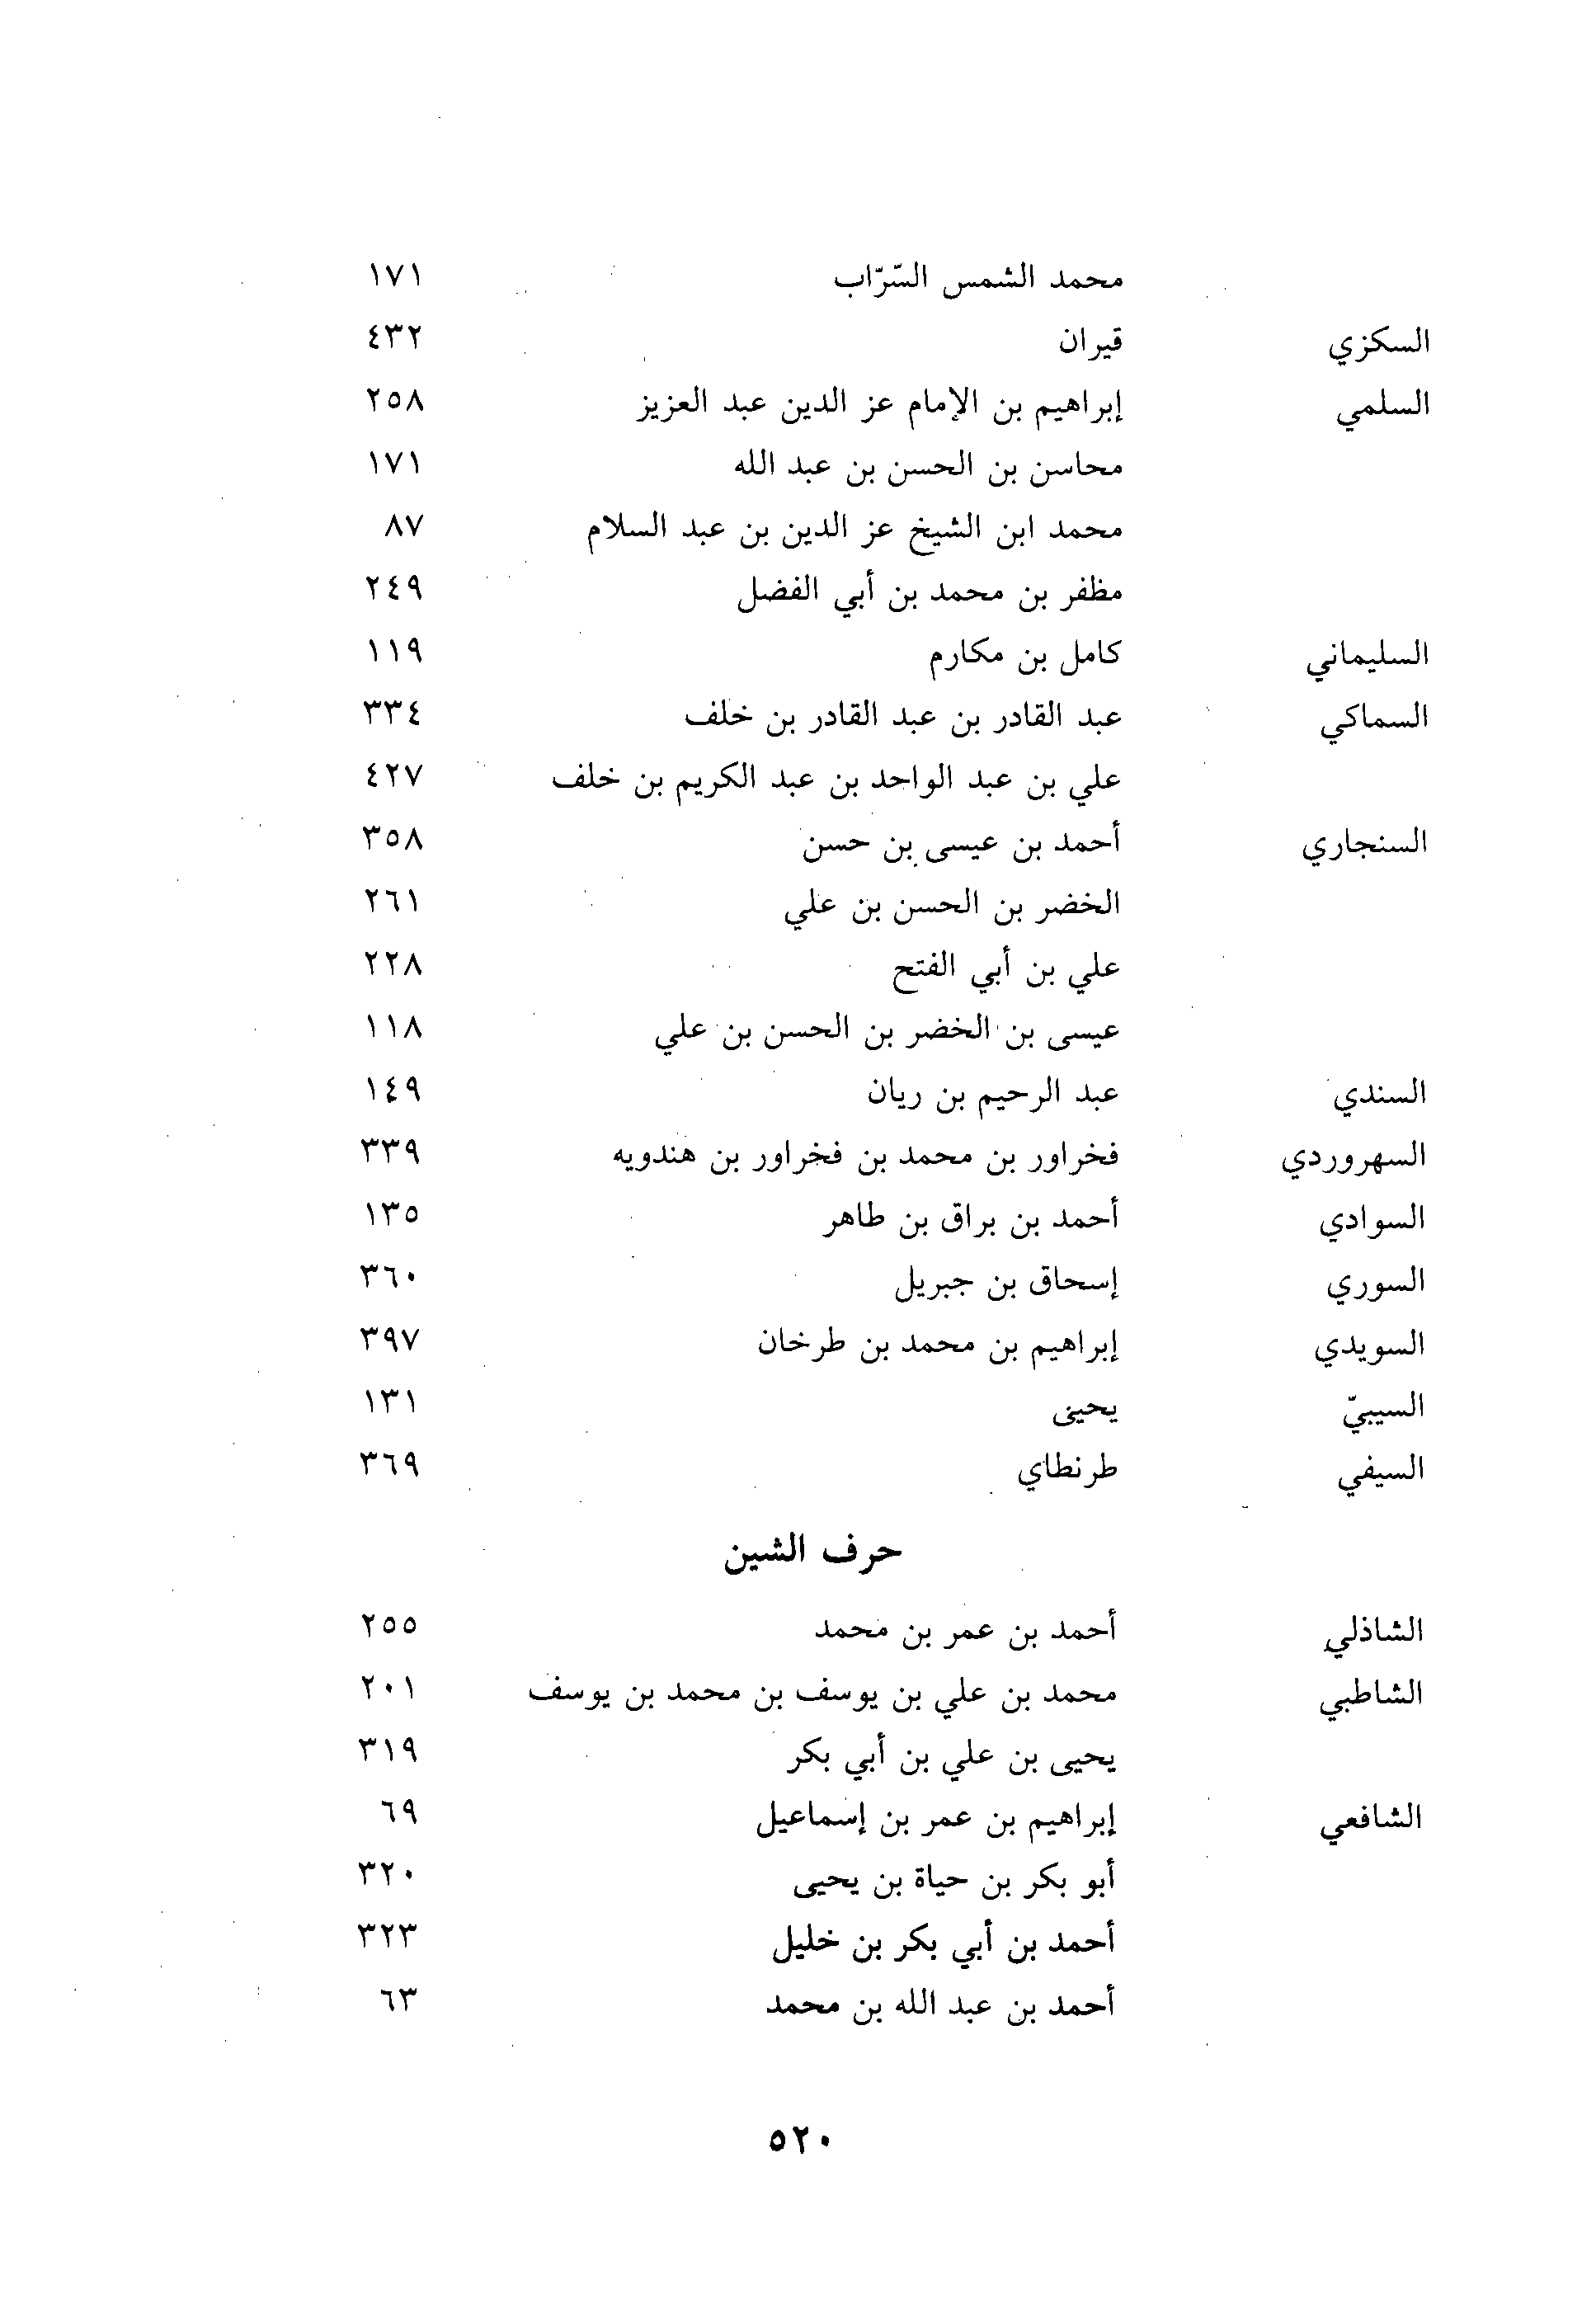 محمد الشمس السّرّاب ١٧١
السكزي قيران ٤٣٢
السلمي إبراهيم بن الإمام عز الدين عبد العزيز ٢٥٨
محاسن بن الحسن بن عبد الله ١٧١
محمد ابن الشيخ عز الدين بن عبد السلام ٨٧
مظفر بن محمد بن أبي الفضل ٢٤٩
السليماني كامل بن مكارم ١١٩
السماكي عبد القادر بن عبد القادر بن خلف ٣٣٤
علي بن عبد الواحد بن عبد الكريم بن خلف ٤٢٧
السنجاري أحمد بن عيسى بن حسن ٣٥٨
الخضر بن الحسن بن علي ٢٦١
علي بن أبي الفتح ٢٢٨
عيسى بن الخضر بن الحسن بن علي ١١٨
السندي عبد الرحيم بن ريان ١٤٩
السهروردي فخراور بن محمد بن فخراور بن هندويه ٣٣٩
السوادي أحمد بن براق بن طاهر ١٣٥
السوري إسحاق بن جبريل ٣٦٠
السويدي إبراهيم بن محمد بن طرخان ٣٩٧
السيبيّ يحيى ١٣١
السيفي طرنطاي ٣٦٩
حرف الشين
الشاذلي أحمد بن عمر بن محمد ٢٥٥
الشاطبي محمد بن علي بن يوسف بن محمد بن يوسف ٢٠١
يحيى بن علي بن أبي بكر ٣١٩
الشافعي إبراهيم بن عمر بن إسماعيل ٦٩
أبو بكر بن حياة بن يحيى ٣٢٠
أحمد بن أبي بكر بن خليل ٣٢٣
أحمد بن عبد الله بن محمد ٦٣
٥٢٠